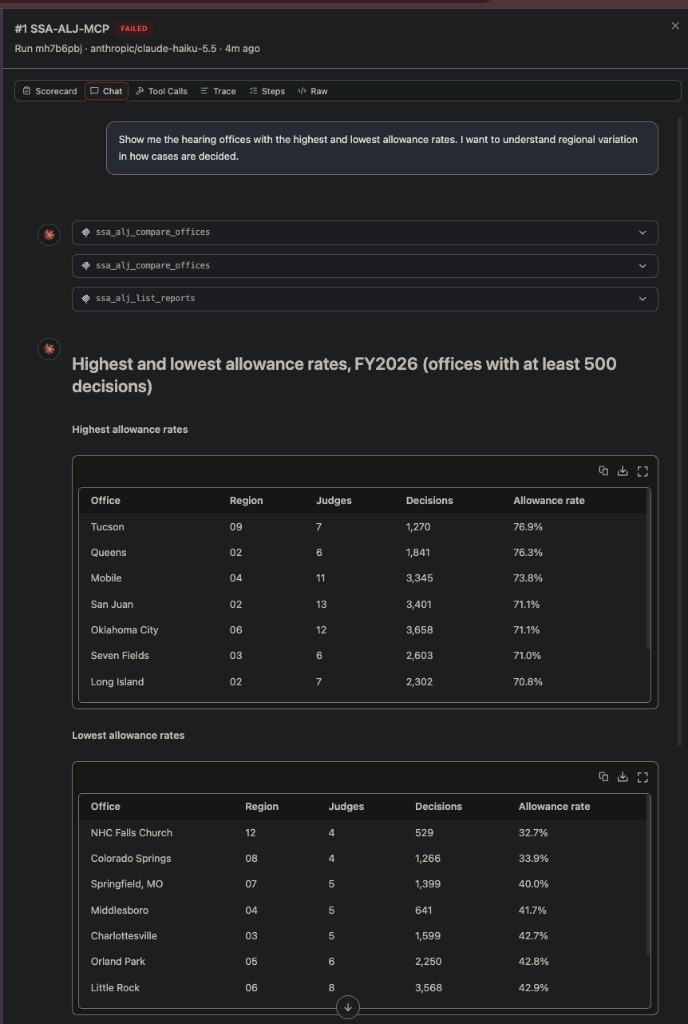 #1 SSA-ALJ-MCP FAILED
Run mh7b6pbj · anthropic/claude-haiku-5.5 · 4m ago
Scorecard Chat Tool Calls Trace Steps Raw
Show me the hearing offices with the highest and lowest allowance rates. I want to understand regional variation
in how cases are decided.
ssa_alj_compare_offices
ssa_alj_compare_offices
ssa_alj_list_reports
Highest and lowest allowance rates, FY2026 (offices with at least 500
decisions)
Highest allowance rates
Office Region Judges Decisions Allowance rate
Tucson 09 7 1,270 76.9%
Queens 02 6 1,841 76.3%
Mobile 04 11 3,345 73.8%
San Juan 02 13 3,401 71.1%
Oklahoma City 06 12 3,658 71.1%
Seven Fields 03 6 2,603 71.0%
Long Island 02 7 2,302 70.8%
Lowest allowance rates
Office Region Judges Decisions Allowance rate
NHC Falls Church 12 4 529 32.7%
Colorado Springs 08 4 1,266 33.9%
Springfield, MO 07 5 1,399 40.0%
Middlesboro 04 5 641 41.7%
Charlottesville 03 5 1,599 42.7%
Orland Park 05 6 2,250 42.8%
Little Rock 06 8 3,568 42.9%